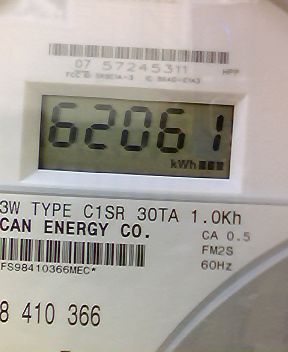 07 57245311
HPP
62061
kWh
3W TYPE C1SR 30TA 1.0Kh
CAN ENERGY CO.
CA 0.5
FM2S
60Hz
FS98410366MEC*
8 410 366